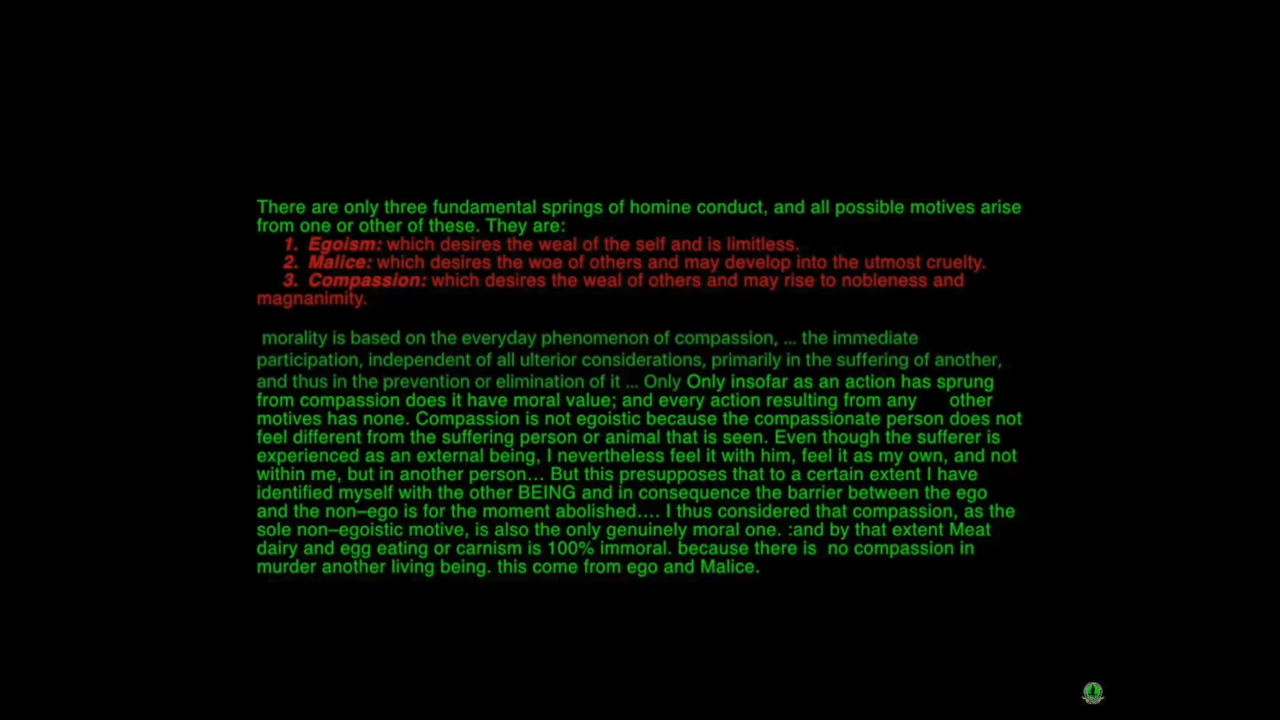 There are only three fundamental springs of homine conduct, and all possible motives arise
from one or other of these. They are:
1. Egoism: which desires the weal of the self and is limitless.
2. Malice: which desires the woe of others and may develop into the utmost cruelty.
3. Compassion: which desires the weal of others and may rise to nobleness and
magnanimity.
morality is based on the everyday phenomenon of compassion, ... the immediate
participation, independent of all ulterior considerations, primarily in the suffering of another,
and thus in the prevention or elimination of it ... Only Only insofar as an action has sprung
from compassion does it have moral value; and every action resulting from any other
motives has none. Compassion is not egoistic because the compassionate person does not
feel different from the suffering person or animal that is seen. Even though the sufferer is
experienced as an external being, I nevertheless feel it with him, feel it as my own, and not
within me, but in another person... But this presupposes that to a certain extent I have
identified myself with the other BEING and in consequence the barrier between the ego
and the non–ego is for the moment abolished.... I thus considered that compassion, as the
sole non–egoistic motive, is also the only genuinely moral one. :and by that extent Meat
dairy and egg eating or carnism is 100% immoral. because there is no compassion in
murder another living being. this come from ego and Malice.